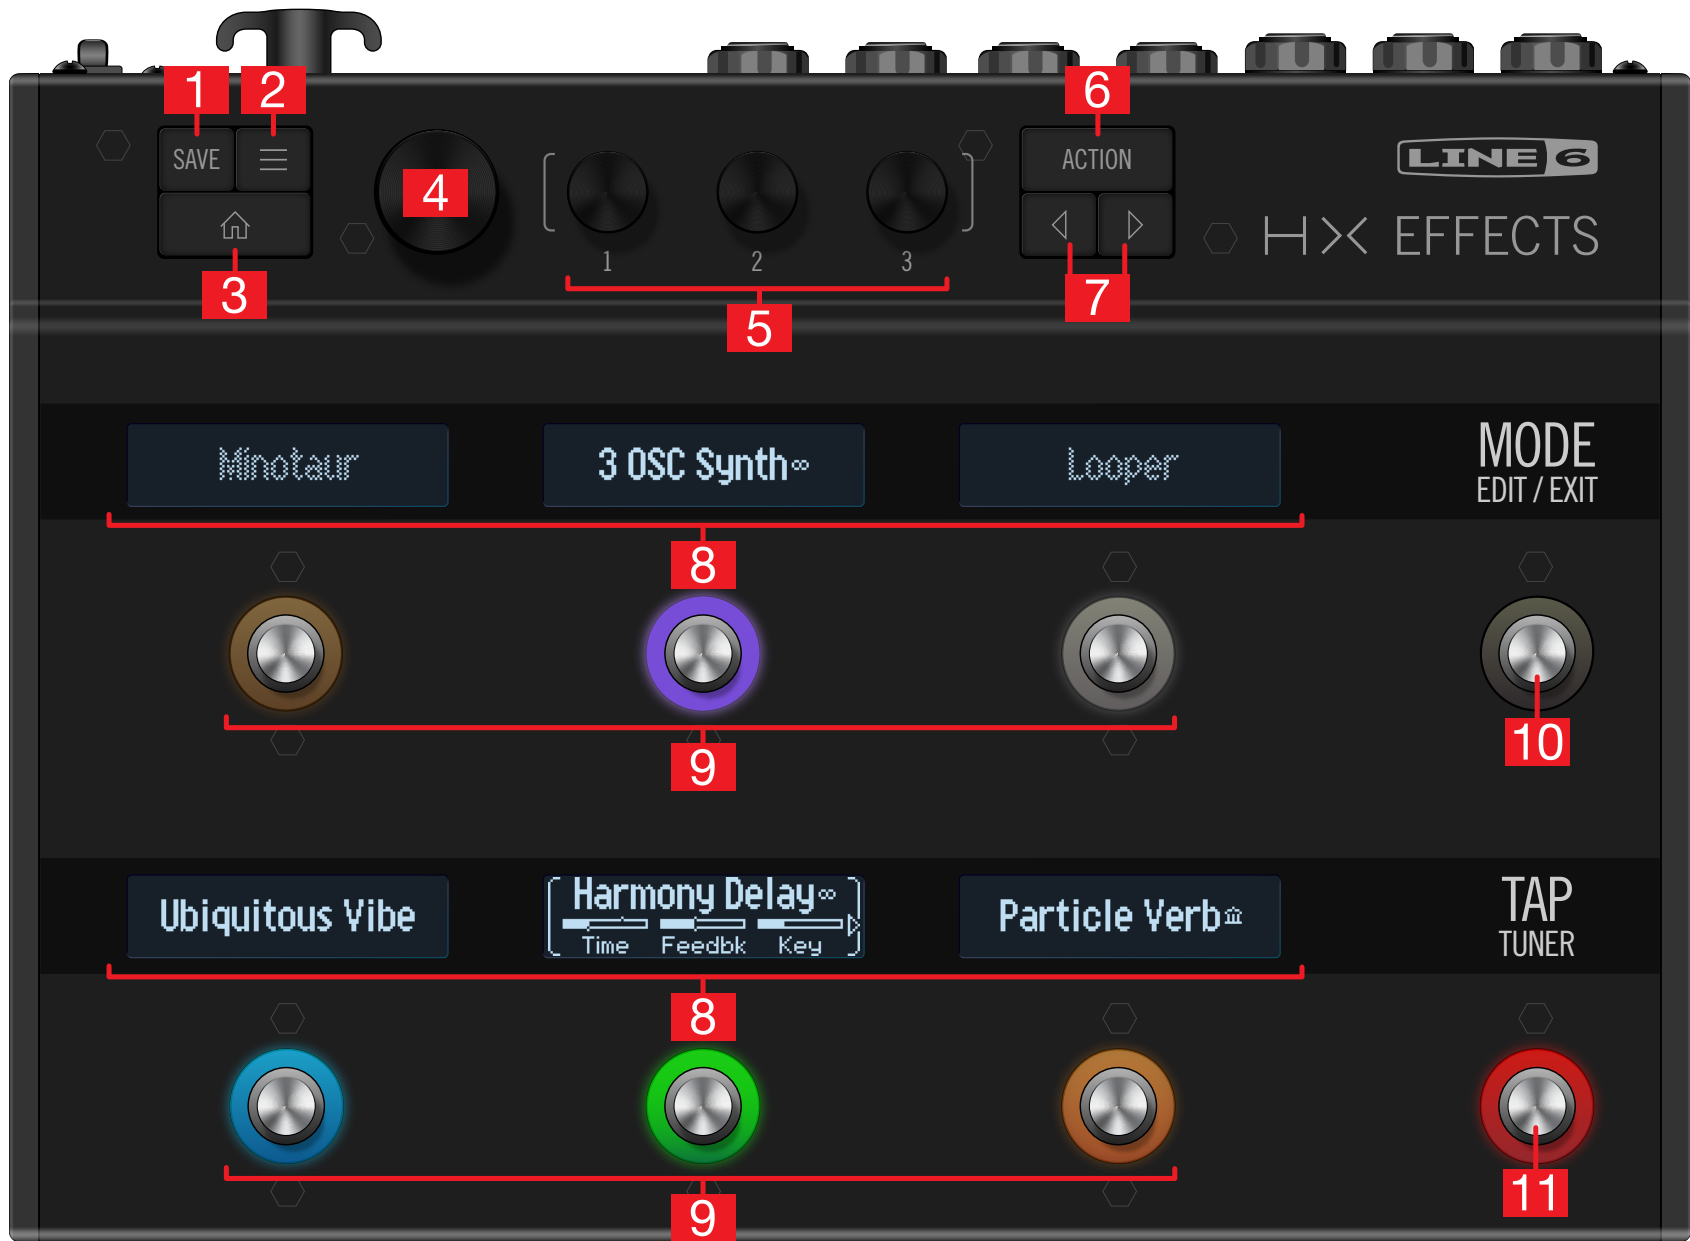 1 2 6
SAVE ACTION LINE 6
4
HX EFFECTS
1 2 3
3 5 7
Minotaur 3 OSC Synth∞ Looper MODE
EDIT / EXIT
8
9 10
Ubiquitous Vibe Harmony Delay∞ Particle Verb TAP
Time Feedbk Key TUNER
8
9 11